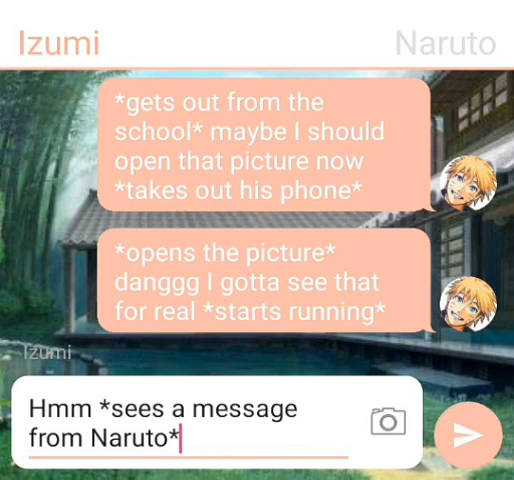 Izumi
Naruto
*gets out from the
school* maybe I should
open that picture now
*takes out his phone*
*opens the picture*
danggg I gotta see that
for real *starts running*
Izumi
Hmm *sees a message
from Naruto*